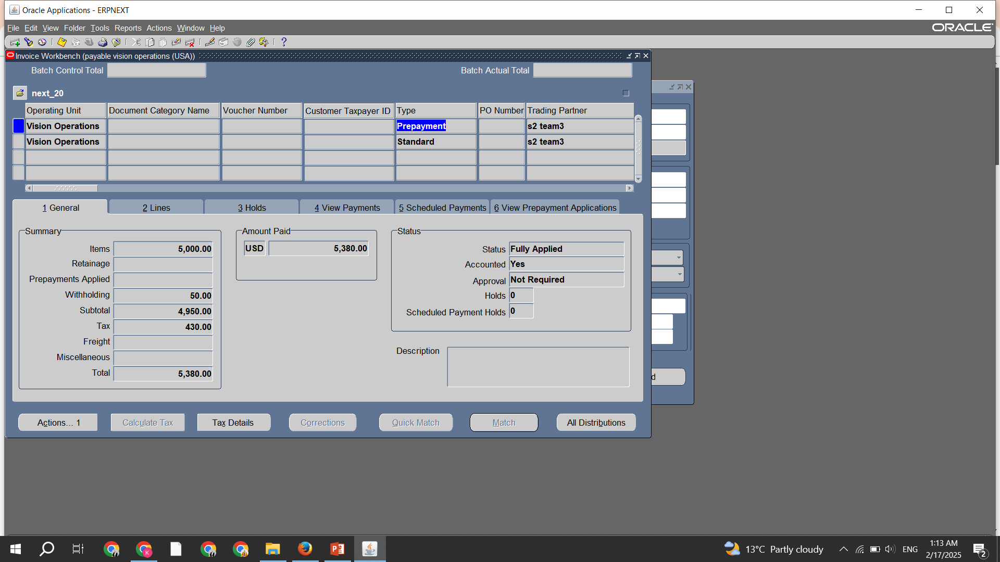 Oracle Applications - ERPNEXT
File Edit View Folder Tools Reports Actions Window Help
ORACLE
Invoice Workbench (payable vision operations (USA))
Batch Control Total
Batch Actual Total
next_20
Operating Unit Document Category Name Voucher Number Customer Taxpayer ID Type PO Number Trading Partner
Vision Operations Prepayment s2 team3
Vision Operations Standard s2 team3
1 General 2 Lines 3 Holds 4 View Payments 5 Scheduled Payments 6 View Prepayment Applications
Summary
Items 5,000.00
Retainage
Prepayments Applied
Withholding 50.00
Subtotal 4,950.00
Tax 430.00
Freight
Miscellaneous
Total 5,380.00
Amount Paid
USD 5,380.00
Status
Status Fully Applied
Accounted Yes
Approval Not Required
Holds 0
Scheduled Payment Holds 0
Description
d
Actions... 1 Calculate Tax Tax Details Corrections Quick Match Match All Distributions
13°C Partly cloudy
ENG
1:13 AM
2/17/2025
2